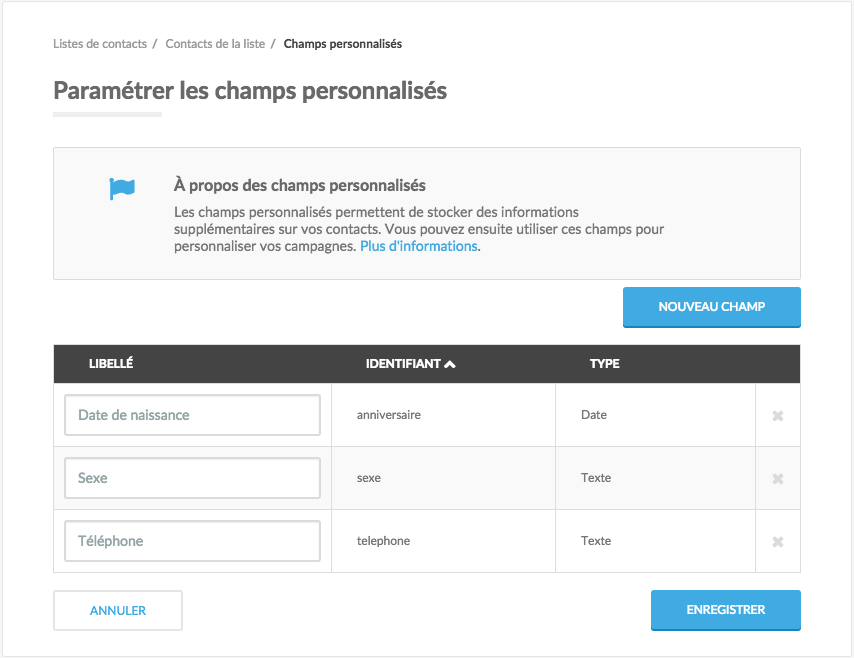 Listes de contacts / Contacts de la liste / Champs personnalisés
Paramétrer les champs personnalisés
À propos des champs personnalisés
Les champs personnalisés permettent de stocker des informations
supplémentaires sur vos contacts. Vous pouvez ensuite utiliser ces champs pour
personnaliser vos campagnes. Plus d'informations.
NOUVEAU CHAMP
LIBELLÉ IDENTIFIANT TYPE
Date de naissance anniversaire Date
Sexe sexe Texte
Téléphone telephone Texte
ANNULER ENREGISTRER